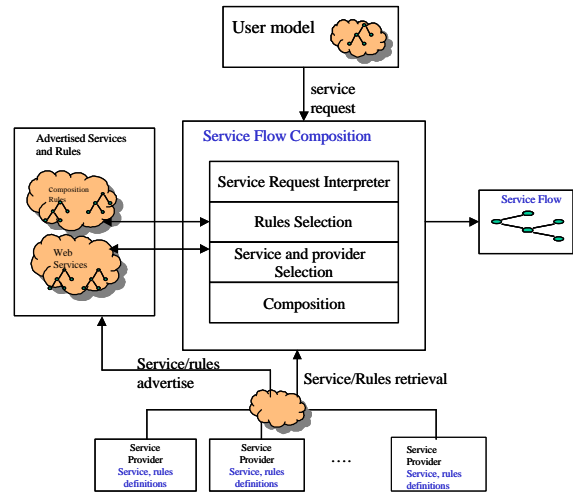 User model
service
request
Advertised Services
and Rules
Service Flow Composition
Composition
Rules
Service Request Interpreter
Service Flow
Rules Selection
Web
Services
Service and provider
Selection
Composition
Service/rules
advertise
Service/Rules retrieval
Service
Provider
Service, rules
definitions
Service
Provider
Service, rules
definitions
....
Service
Provider
Service, rules
definitions